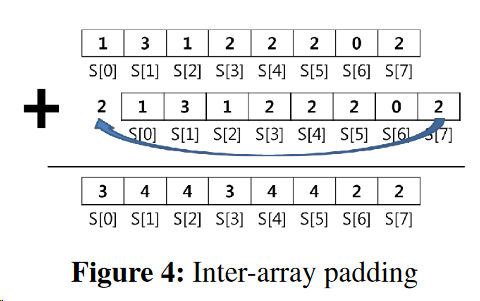 1 3 1 2 2 2 0 2
S[0] S[1] S[2] S[3] S[4] S[5] S[6] S[7]
+ 2 1 3 1 2 2 2 0 2
S[0] S[1] S[2] S[3] S[4] S[5] S[6] S[7]
3 4 4 3 4 4 2 2
S[0] S[1] S[2] S[3] S[4] S[5] S[6] S[7]
Figure 4: Inter-array padding